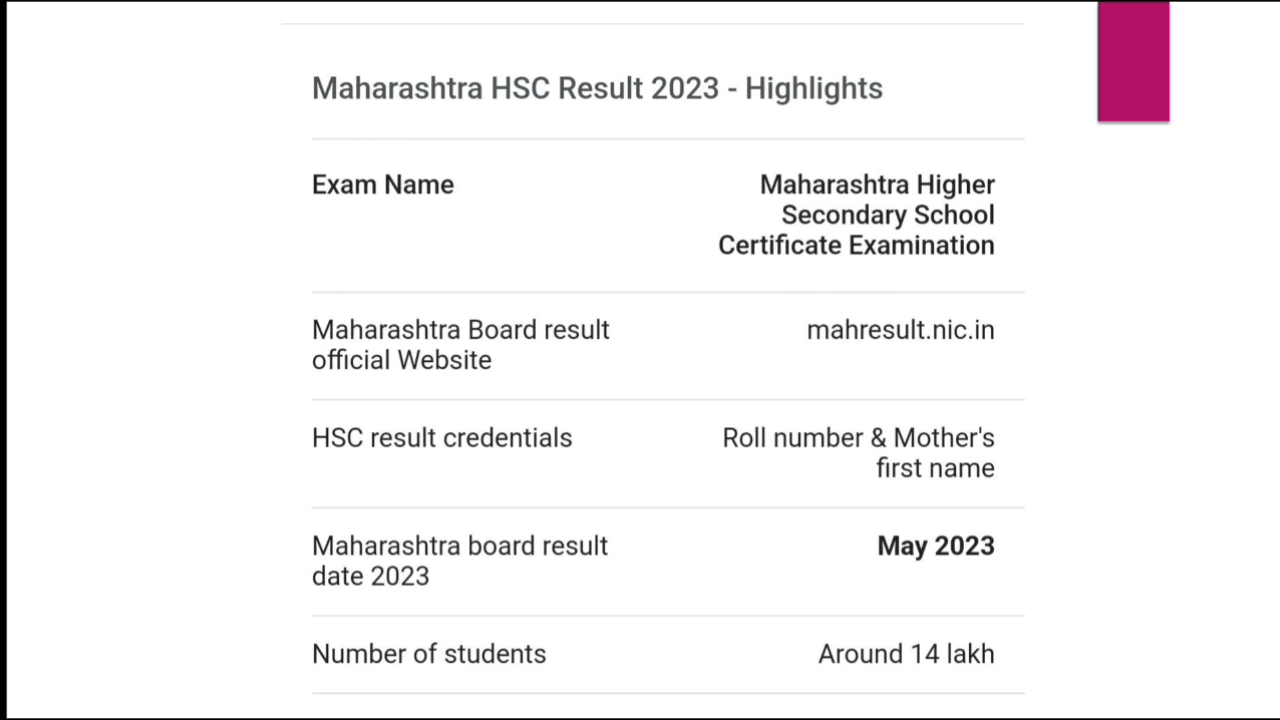 Maharashtra HSC Result 2023 - Highlights
Exam Name
Maharashtra Higher
Secondary School
Certificate Examination
Maharashtra Board result
official Website
mahresult.nic.in
HSC result credentials
Roll number & Mother's
first name
Maharashtra board result
date 2023
May 2023
Number of students
Around 14 lakh